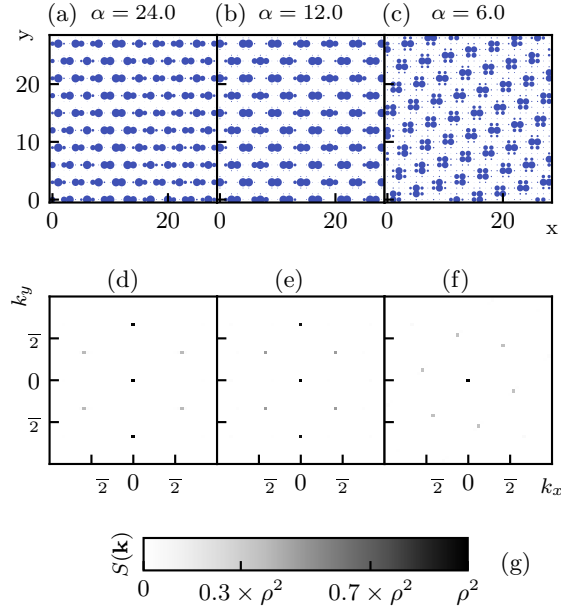 (a) α = 24.0 (b) α = 12.0 (c) α = 6.0
y
20
10
0
0 20 0 20 0 20 x
(d) (e) (f)
k_y
2
0
2
2 0 2 2 0 2 2 0 2 k_x
S(k)
0 0.3 × ρ² 0.7 × ρ² ρ²
(g)